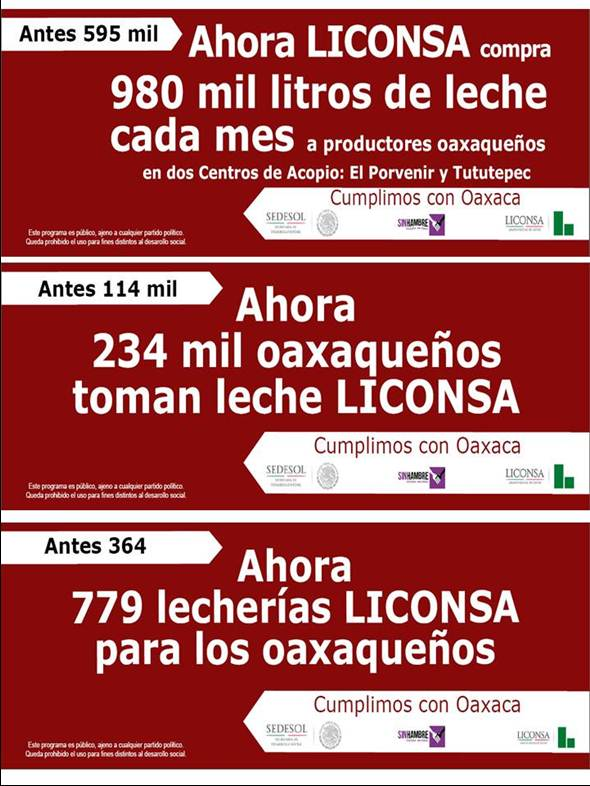 Antes 595 mil
Ahora LICONSA compra
980 mil litros de leche
cada mes a productores oaxaqueños
en dos Centros de Acopio: El Porvenir y Tututepec
Cumplimos con Oaxaca
SEDESOL
SINHAMBRE
LICONSA
Este programa es público, ajeno a cualquier partido político.
Queda prohibido el uso para fines distintos al desarollo social.
Antes 114 mil
Ahora
234 mil oaxaqueños
toman leche LICONSA
Cumplimos con Oaxaca
SEDESOL
SINHAMBRE
LICONSA
Este programa es público, ajeno a cualquier partido político.
Queda prohibido el uso para fines distintos al desarollo social.
Antes 364
Ahora
779 lecherías LICONSA
para los oaxaqueños
Cumplimos con Oaxaca
SEDESOL
SINHAMBRE
LICONSA
Este programa es público, ajeno a cualquier partido político.
Queda prohibido el uso para fines distintos al desarollo social.